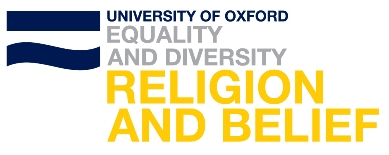 UNIVERSITY OF OXFORD
EQUALITY
AND DIVERSITY
RELIGION
AND BELIEF